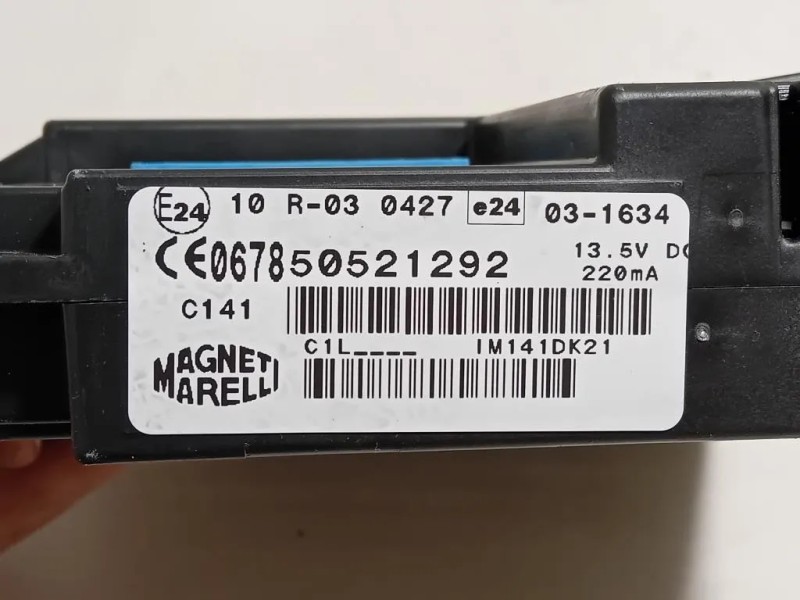 E24 10 R-03 0427 e24 03-1634
CE0678 50521292 13.5V DC
220mA
C141
C1L____ IM141DK21
MAGNETI
MARELLI